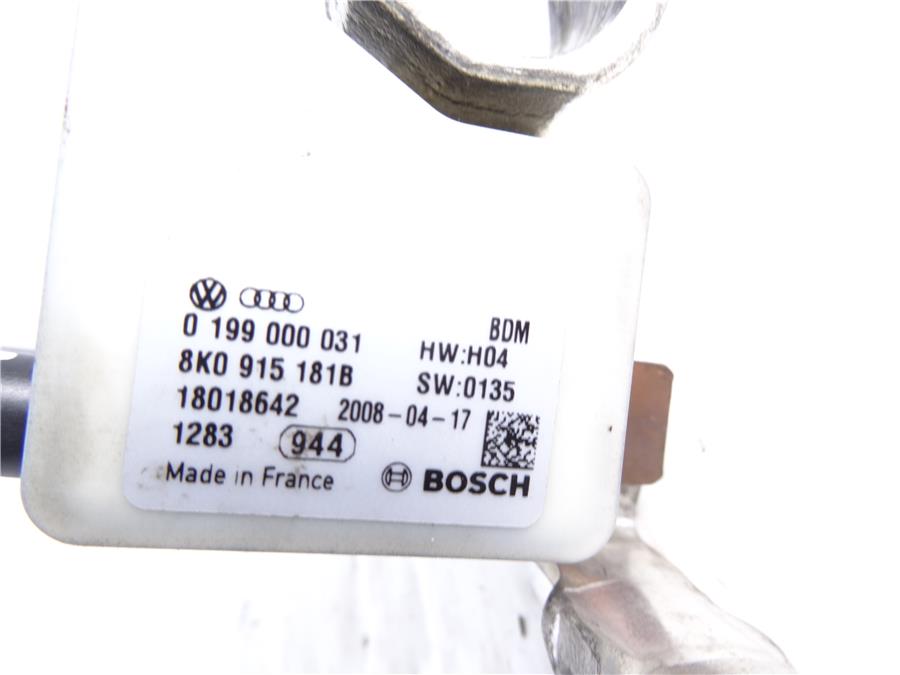 0 199 000 031 BDM
8K0 915 181B HW:H04
18018642 2008-04-17 SW:0135
1283 944
Made in France BOSCH